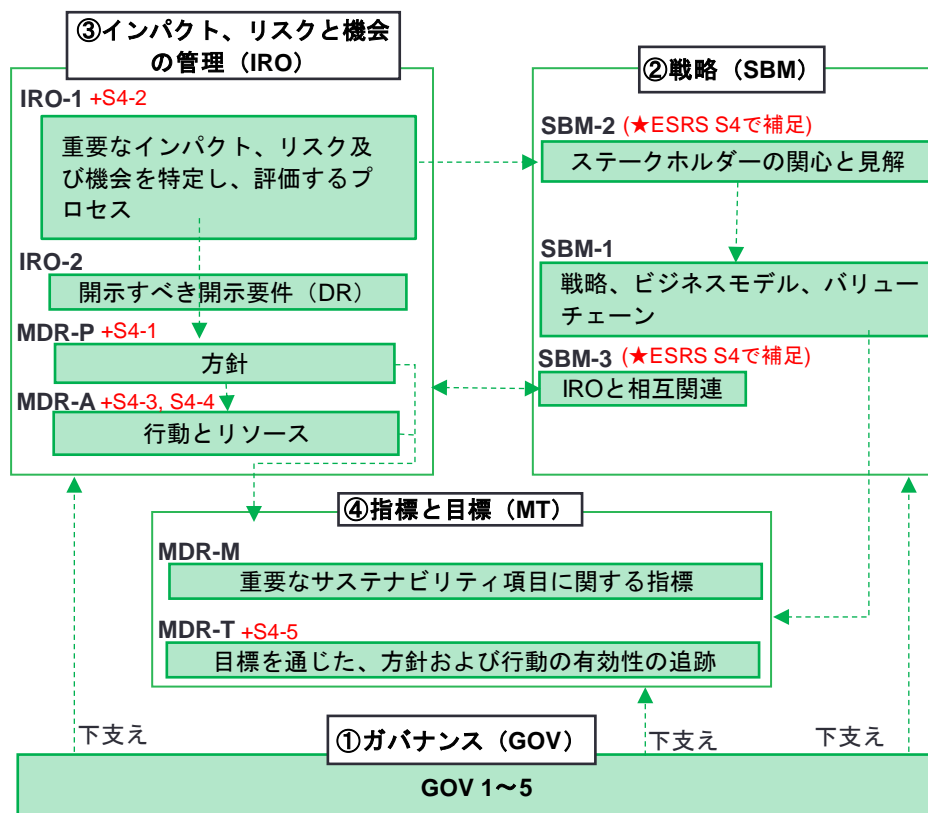 ③インパクト、リスクと機会
の管理（IRO）
IRO-1 +S4-2
重要なインパクト、リスク及
び機会を特定し、評価するプ
ロセス
IRO-2
開示すべき開示要件（DR）
MDR-P +S4-1
方針
MDR-A +S4-3, S4-4
行動とリソース
②戦略（SBM）
SBM-2 (★ESRS S4で補足)
ステークホルダーの関心と見解
SBM-1
戦略、ビジネスモデル、バリュー
チェーン
SBM-3 (★ESRS S4で補足)
IROと相互関連
④指標と目標（MT）
MDR-M
重要なサステナビリティ項目に関する指標
MDR-T +S4-5
目標を通じた、方針および行動の有効性の追跡
下支え
下支え
下支え
①ガバナンス（GOV）
GOV 1～5